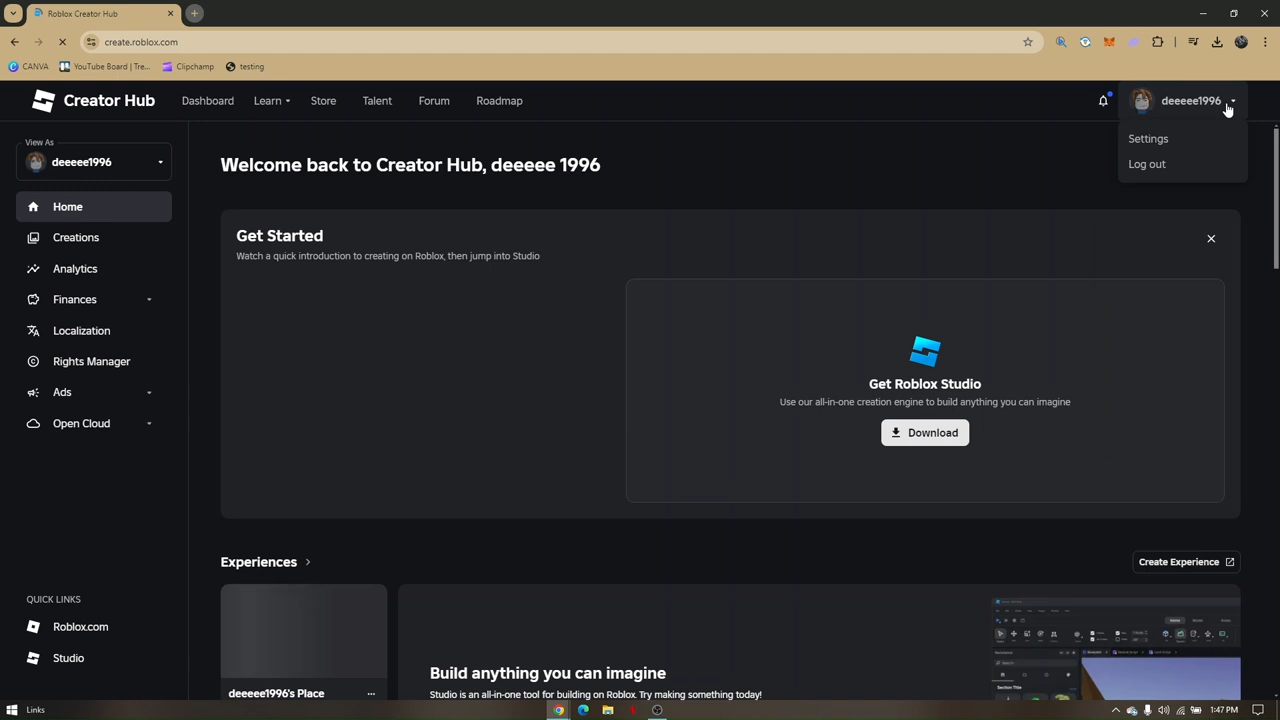 Roblox Creator Hub
create.roblox.com
CANVA
YouTube Board | Tre...
Clipchamp
testing
Creator Hub
Dashboard
Learn
Store
Talent
Forum
Roadmap
deeeee1996
Settings
Log out
View As
deeeee1996
Home
Creations
Analytics
Finances
Localization
Rights Manager
Ads
Open Cloud
QUICK LINKS
Roblox.com
Studio
Welcome back to Creator Hub, deeeee 1996
Get Started
Watch a quick introduction to creating on Roblox, then jump into Studio
Get Roblox Studio
Use our all-in-one creation engine to build anything you can imagine
Download
Experiences
Create Experience
deeeee1996's Place
Build anything you can imagine
Studio is an all-in-one tool for building on Roblox. Try making something today!
Links
1:47 PM